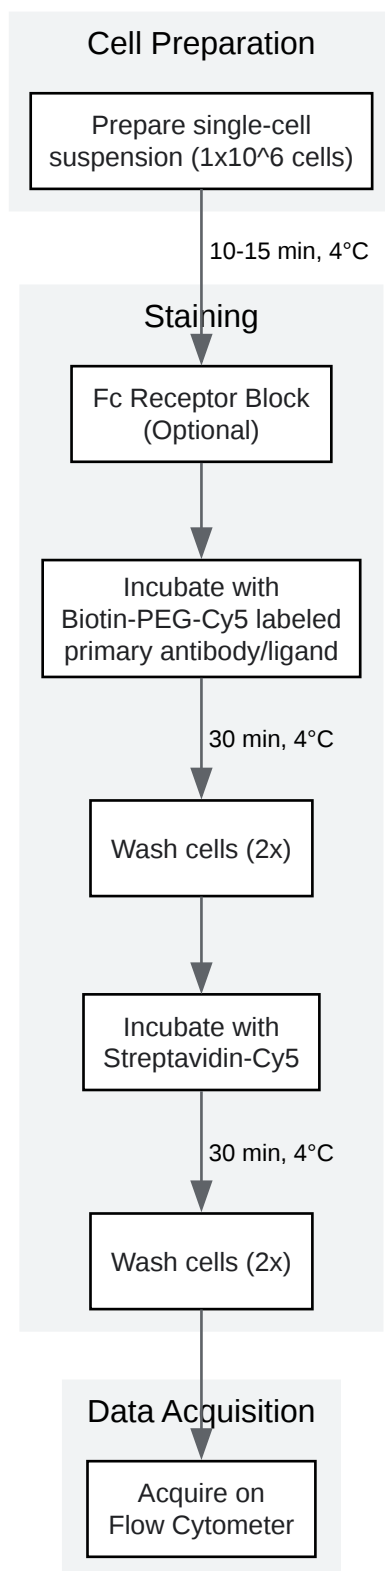 Cell Preparation
Prepare single-cell
suspension (1x10^6 cells)
10-15 min, 4°C
Staining
Fc Receptor Block
(Optional)
Incubate with
Biotin-PEG-Cy5 labeled
primary antibody/ligand
30 min, 4°C
Wash cells (2x)
Incubate with
Streptavidin-Cy5
30 min, 4°C
Wash cells (2x)
Data Acquisition
Acquire on
Flow Cytometer